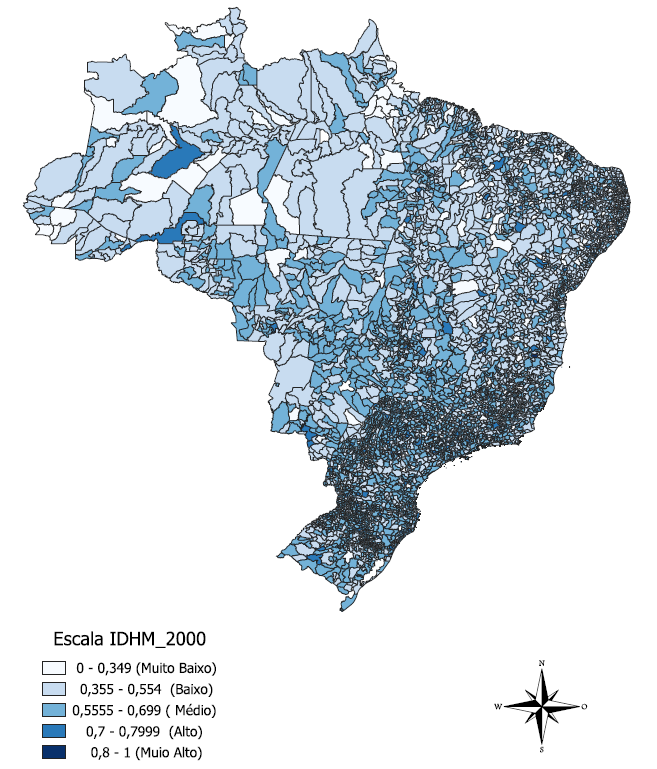 Escala IDHM_2000
0 - 0,349 (Muito Baixo)
0,355 - 0,554 (Baixo)
0,5555 - 0,699 ( Médio)
0,7 - 0,7999 (Alto)
0,8 - 1 (Muio Alto)
N
W O
S